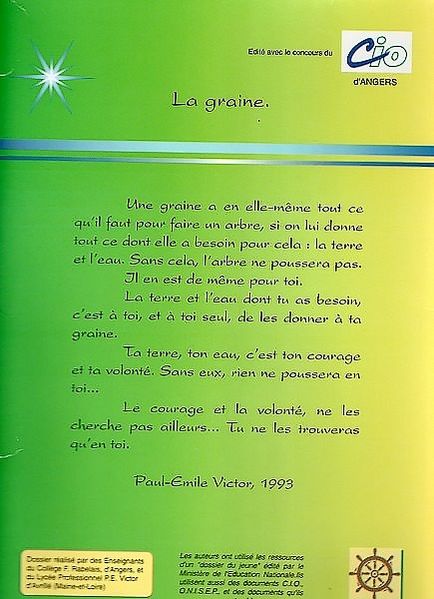 Edité avec le concours du
Cio
d'ANGERS
La graine.
Une graine a en elle-même tout ce
qu'il faut pour faire un arbre, si on lui donne
tout ce dont elle a besoin pour cela : la terre
et l'eau. Sans cela, l'arbre ne poussera pas.
Il en est de même pour toi.
La terre et l'eau dont tu as besoin,
c'est à toi, et à toi seul, de les donner à ta
graine.
Ta terre, ton eau, c'est ton courage
et ta volonté. Sans eux, rien ne poussera en
toi...
Le courage et la volonté, ne les
cherche pas ailleurs... Tu ne les trouveras
qu'en toi.
Paul-Emile Victor, 1993
Dossier réalisé par des Enseignants
du Collège F. Rabelais, d'Angers, et
du Lycée Professionnel P.E. Victor
d'Avrillé (Maine-et-Loire)
Les auteurs ont utilisé les ressources
d'un "dossier du jeune" édité par le
Ministère de l'Education Nationale.Ils
utilisent aussi des documents C.I.O.,
O.N.I.S.E.P., et des documents qu'ils